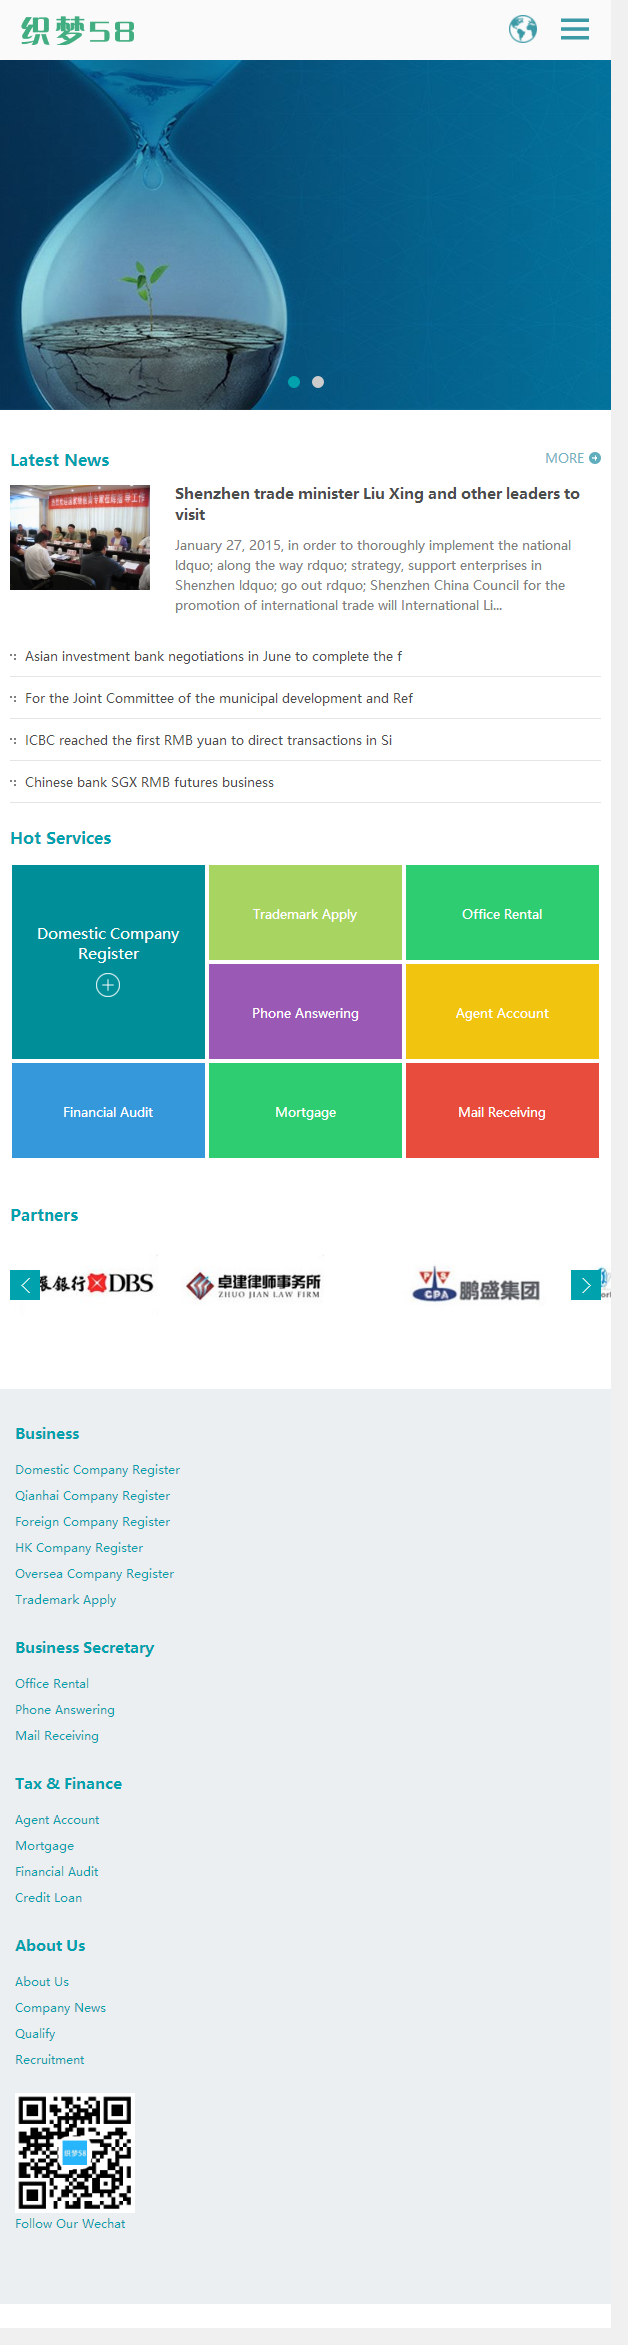 织梦58
Latest News
MORE
Shenzhen trade minister Liu Xing and other leaders to
visit
January 27, 2015, in order to thoroughly implement the national
ldquo; along the way rdquo; strategy, support enterprises in
Shenzhen ldquo; go out rdquo; Shenzhen China Council for the
promotion of international trade will International Li...
Asian investment bank negotiations in June to complete the f
For the Joint Committee of the municipal development and Ref
ICBC reached the first RMB yuan to direct transactions in Si
Chinese bank SGX RMB futures business
Hot Services
Domestic Company
Register
Trademark Apply
Office Rental
Phone Answering
Agent Account
Financial Audit
Mortgage
Mail Receiving
Partners
展银行 DBS
卓建律师事务所
ZHUO JIAN LAW FIRM
PS
CPA
鹏盛集团
Business
Domestic Company Register
Qianhai Company Register
Foreign Company Register
HK Company Register
Oversea Company Register
Trademark Apply
Business Secretary
Office Rental
Phone Answering
Mail Receiving
Tax & Finance
Agent Account
Mortgage
Financial Audit
Credit Loan
About Us
About Us
Company News
Qualify
Recruitment
织梦58
Follow Our Wechat